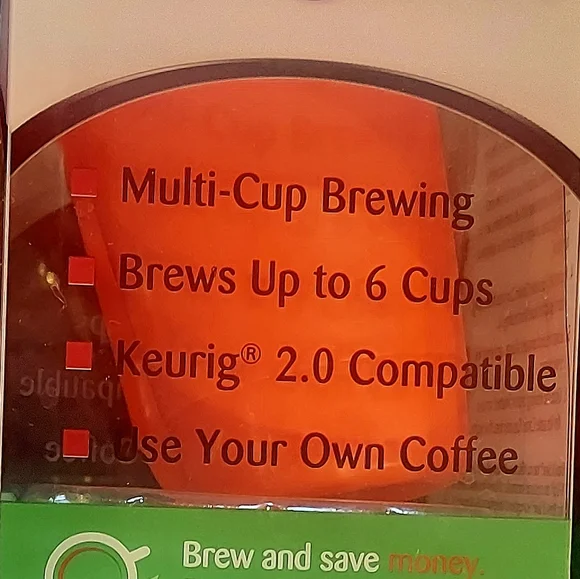 Multi-Cup Brewing
Brews Up to 6 Cups
Keurig® 2.0 Compatible
Use Your Own Coffee
Brew and save money.